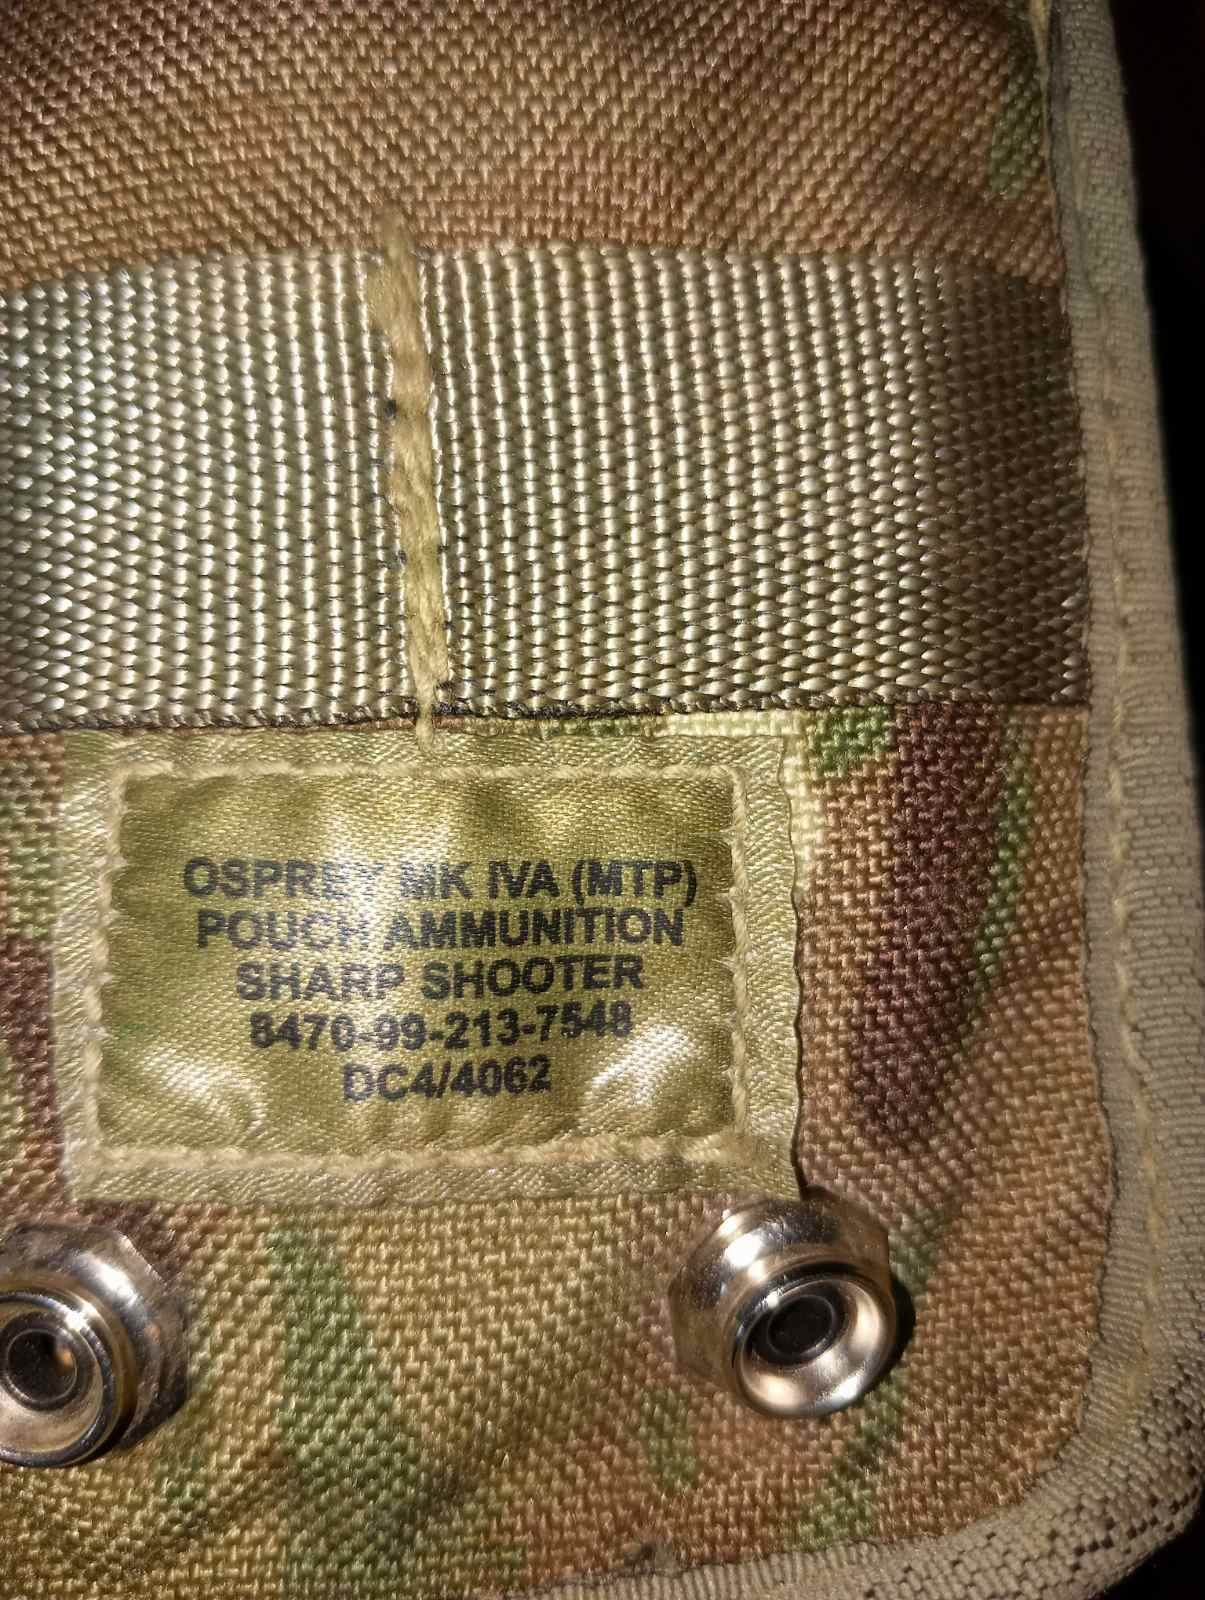 OSPREY MK IVA (MTP)
POUCH AMMUNITION
SHARP SHOOTER
8470-99-213-7548
DC4/4062